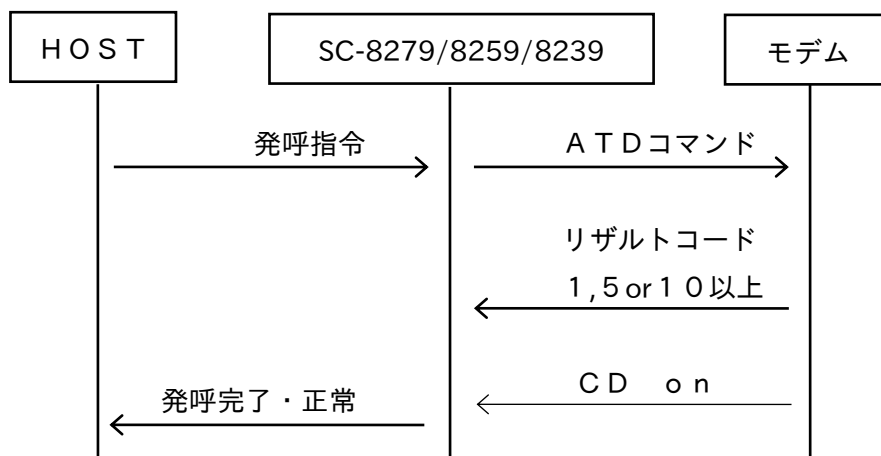 ＨＯＳＴ
SC-8279/8259/8239
モデム
発呼指令
ＡＴＤコマンド
リザルトコード
１,５or１０以上
ＣＤ　ｏｎ
発呼完了・正常